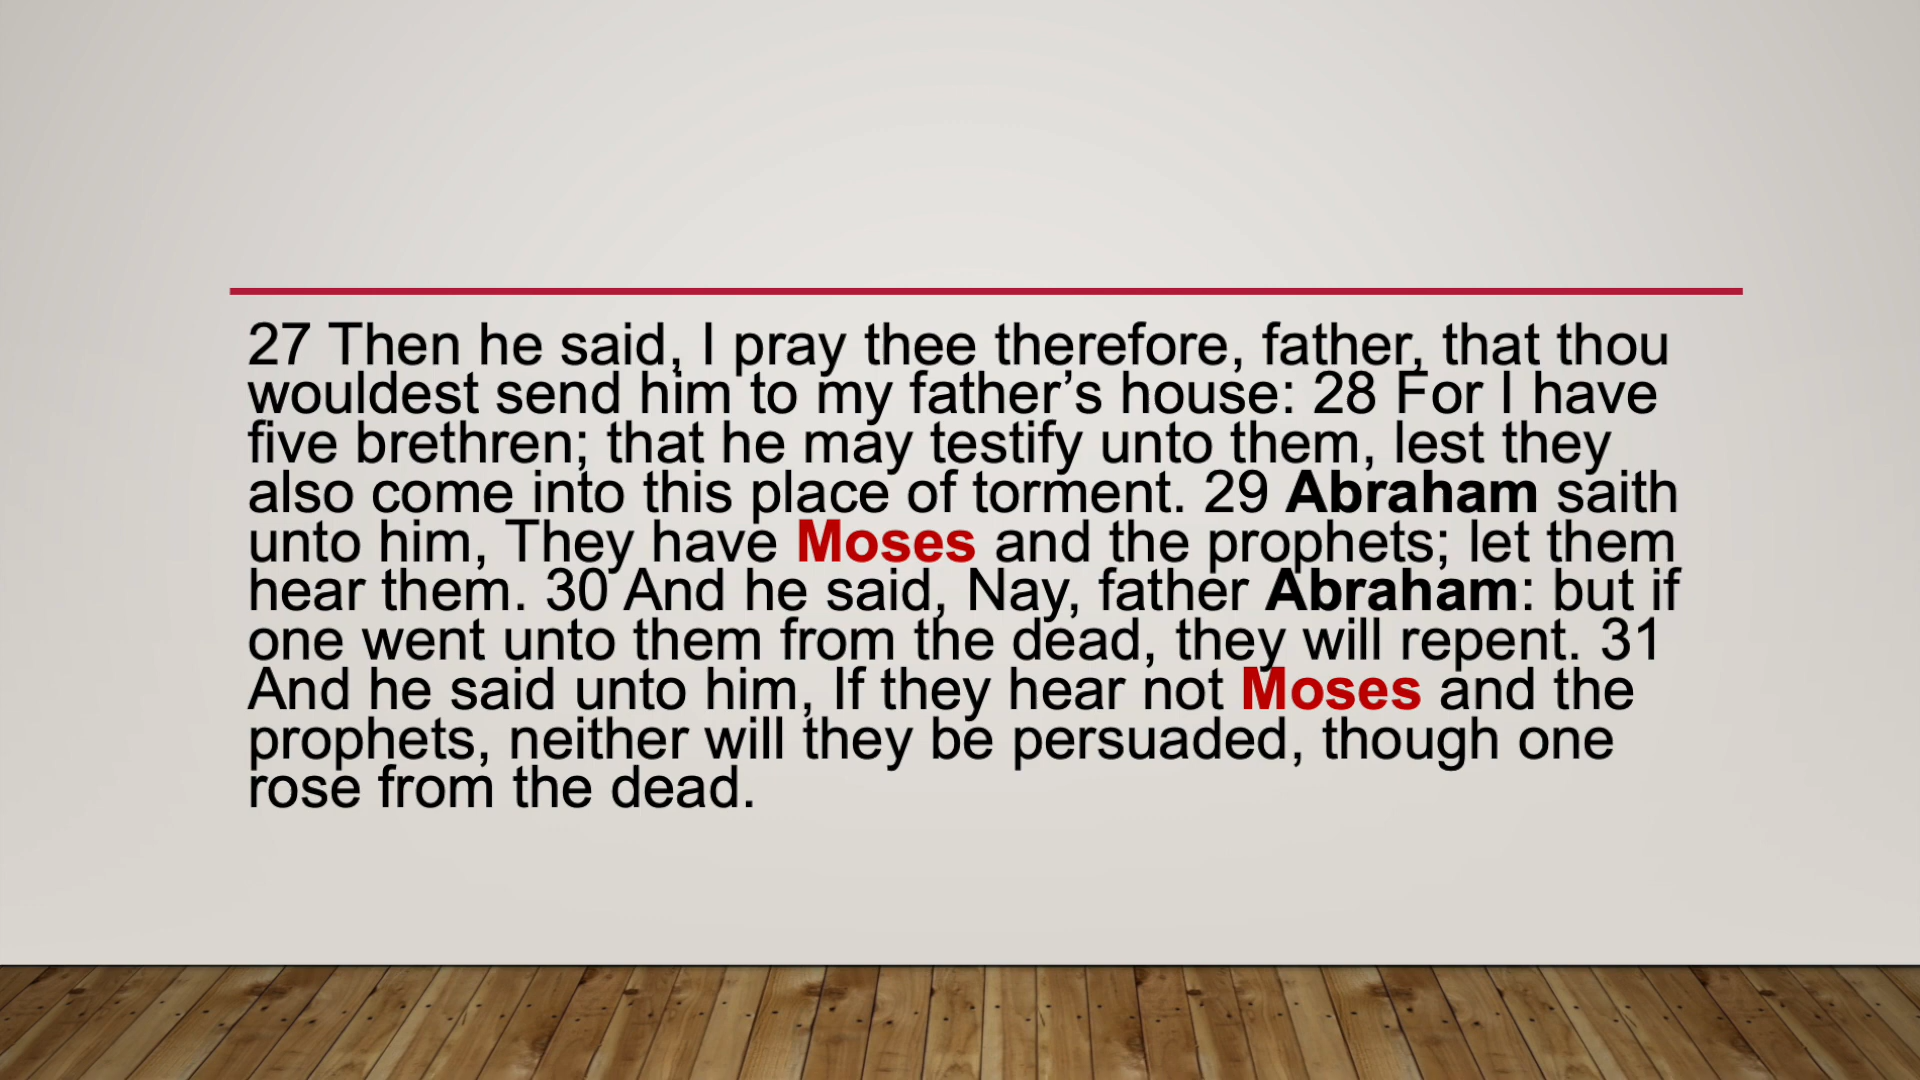 27 Then he said, I pray thee therefore, father, that thou
wouldest send him to my father’s house: 28 For I have
five brethren; that he may testify unto them, lest they
also come into this place of torment. 29 Abraham saith
unto him, They have Moses and the prophets; let them
hear them. 30 And he said, Nay, father Abraham: but if
one went unto them from the dead, they will repent. 31
And he said unto him, If they hear not Moses and the
prophets, neither will they be persuaded, though one
rose from the dead.